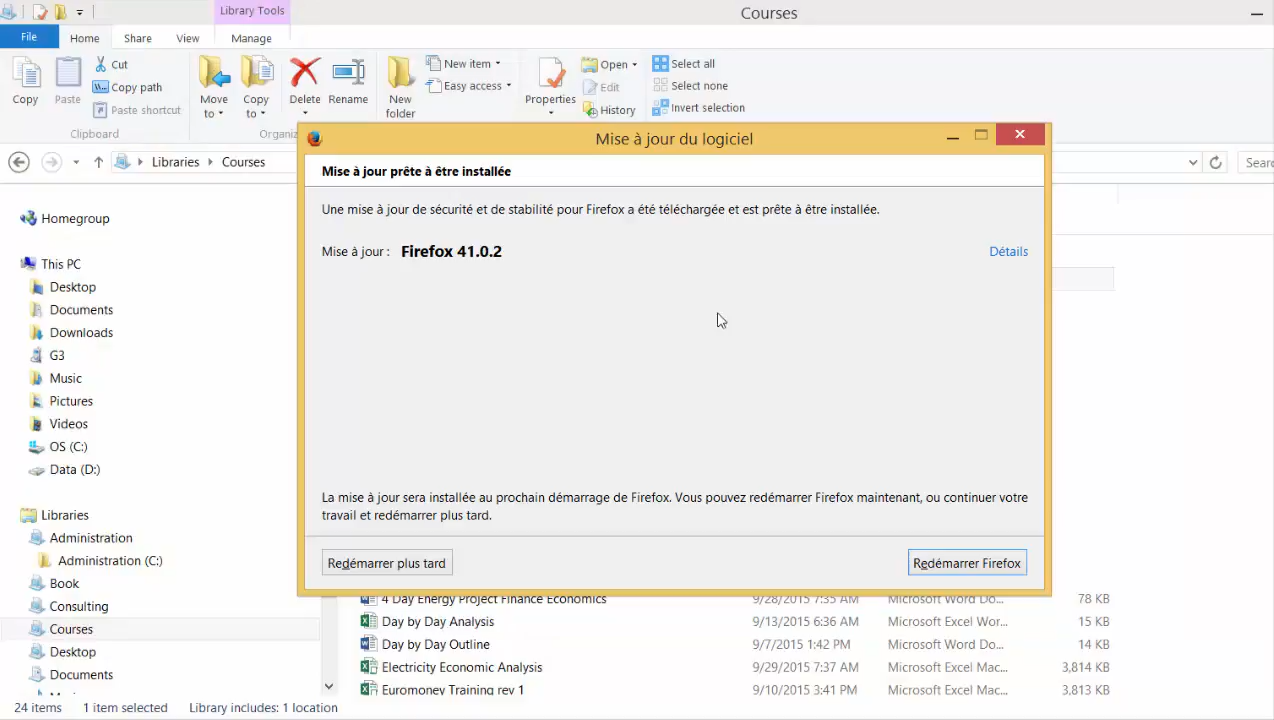 Library Tools
Courses
File
Home
Share
View
Manage
Copy
Paste
Cut
Copy path
Paste shortcut
Clipboard
Move
to
Copy
to
Delete
Rename
Organiz
New
folder
New item
Easy access
Properties
Open
Edit
History
Select all
Select none
Invert selection
Libraries
Courses
Sear
Homegroup
This PC
Desktop
Documents
Downloads
G3
Music
Pictures
Videos
OS (C:)
Data (D:)
Libraries
Administration
Administration (C:)
Book
Consulting
Courses
Desktop
Documents
Mise à jour du logiciel
Mise à jour prête à être installée
Une mise à jour de sécurité et de stabilité pour Firefox a été téléchargée et est prête à être installée.
Mise à jour : Firefox 41.0.2
Détails
La mise à jour sera installée au prochain démarrage de Firefox. Vous pouvez redémarrer Firefox maintenant, ou continuer votre
travail et redémarrer plus tard.
Redémarrer plus tard
Redémarrer Firefox
4 Day Energy Project Finance Economics 9/28/2015 7:35 AM Microsoft Word Do... 78 KB
Day by Day Analysis 9/13/2015 6:36 AM Microsoft Excel Wor... 15 KB
Day by Day Outline 9/7/2015 1:42 PM Microsoft Word Do... 14 KB
Electricity Economic Analysis 9/29/2015 7:37 AM Microsoft Excel Mac... 3,814 KB
Euromoney Training rev 1 9/10/2015 3:41 PM Microsoft Excel Mac... 3,813 KB
24 items 1 item selected Library includes: 1 location